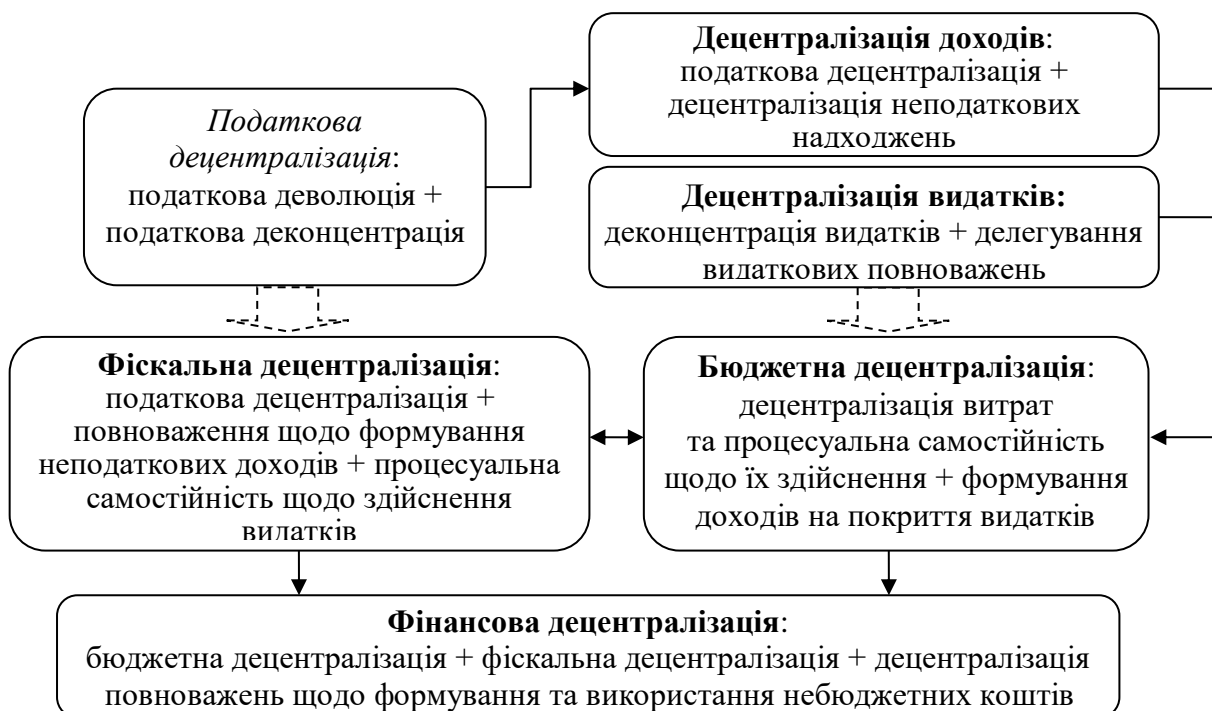 Податкова
децентралізація:
податкова деволюція +
податкова деконцентрація
Децентралізація доходів:
податкова децентралізація +
децентралізація неподаткових
надходжень
Децентралізація видатків:
деконцентрація видатків + делегування
видаткових повноважень
Фіскальна децентралізація:
податкова децентралізація +
повноваження щодо формування
неподаткових доходів + процесуальна
самостійність щодо здійснення
видатків
Бюджетна децентралізація:
децентралізація витрат
та процесуальна самостійність
щодо їх здійснення + формування
доходів на покриття видатків
Фінансова децентралізація:
бюджетна децентралізація + фіскальна децентралізація + децентралізація
повноважень щодо формування та використання небюджетних коштів